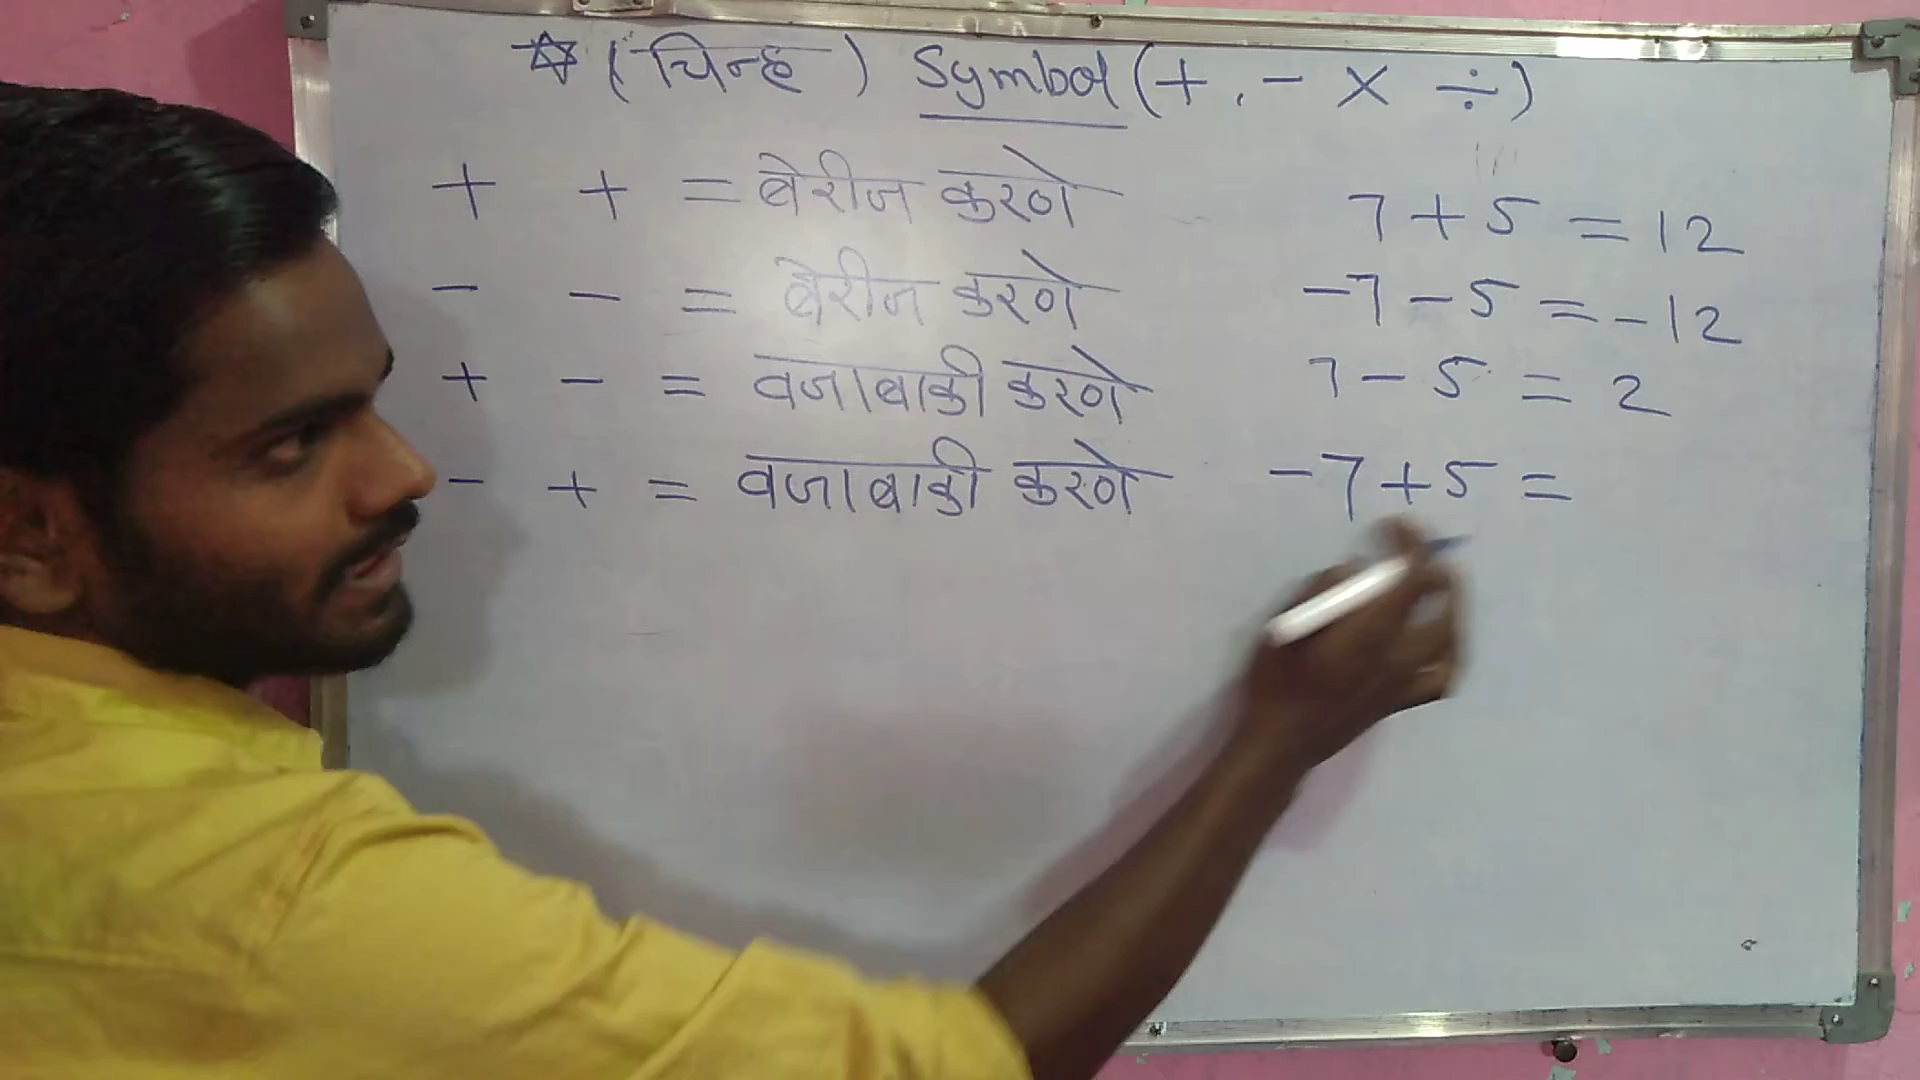 ☆ (चिन्ह) Symbol (+ , - × ÷)
+ + = बेरीज करणे 7 + 5 = 12
- - = बेरीज करणे -7 - 5 = -12
+ - = वजाबाकी करणे 7 - 5 = 2
- + = वजाबाकी करणे -7 + 5 =